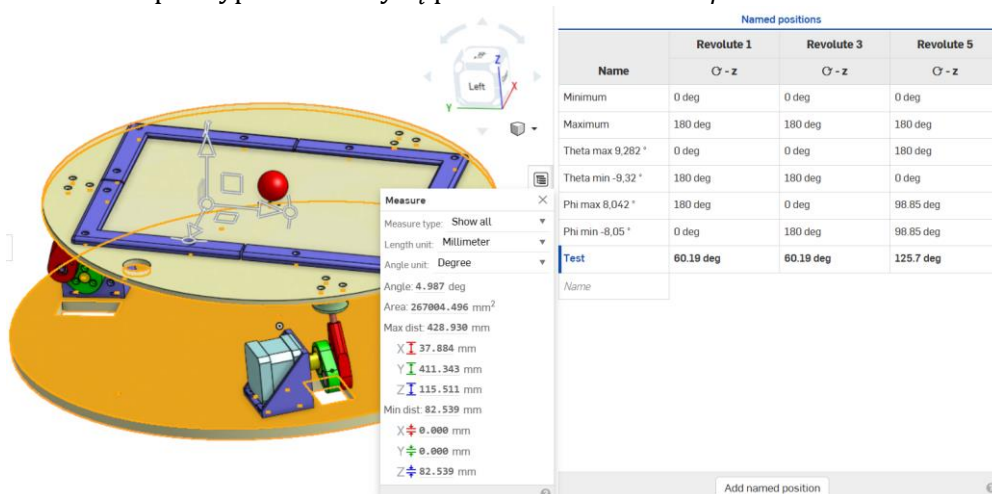 Named positions
Revolute 1 Revolute 3 Revolute 5
Name ↻ - z ↻ - z ↻ - z
Minimum 0 deg 0 deg 0 deg
Maximum 180 deg 180 deg 180 deg
Theta max 9,282 ° 0 deg 0 deg 180 deg
Theta min -9,32 ° 180 deg 180 deg 0 deg
Phi max 8,042 ° 180 deg 0 deg 98.85 deg
Phi min -8,05 ° 0 deg 180 deg 98.85 deg
Test 60.19 deg 60.19 deg 125.7 deg
Name
Add named position
Left
Z
X
Y
Measure
Measure type: Show all
Length unit: Millimeter
Angle unit: Degree
Angle: 4.987 deg
Area: 267004.496 mm²
Max dist: 428.930 mm
X 37.884 mm
Y 411.343 mm
Z 115.511 mm
Min dist: 82.539 mm
X 0.000 mm
Y 0.000 mm
Z 82.539 mm